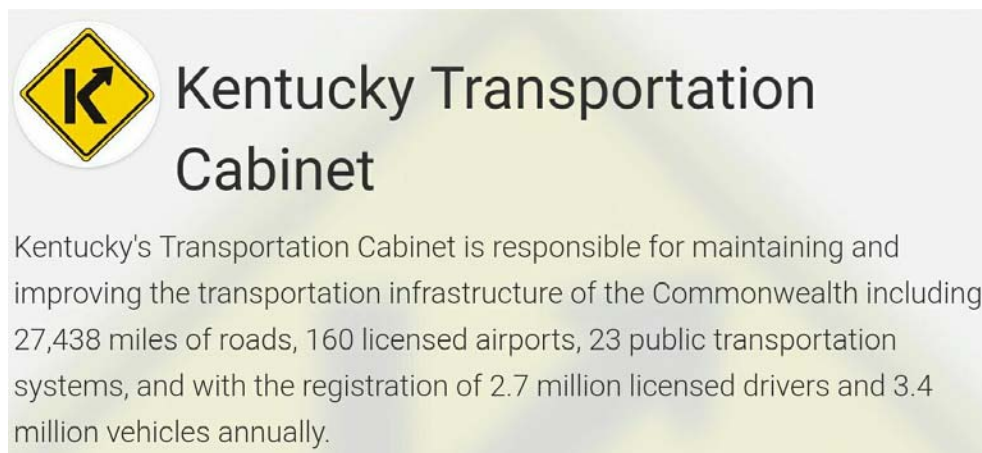 Kentucky Transportation
Cabinet
Kentucky's Transportation Cabinet is responsible for maintaining and
improving the transportation infrastructure of the Commonwealth including
27,438 miles of roads, 160 licensed airports, 23 public transportation
systems, and with the registration of 2.7 million licensed drivers and 3.4
million vehicles annually.